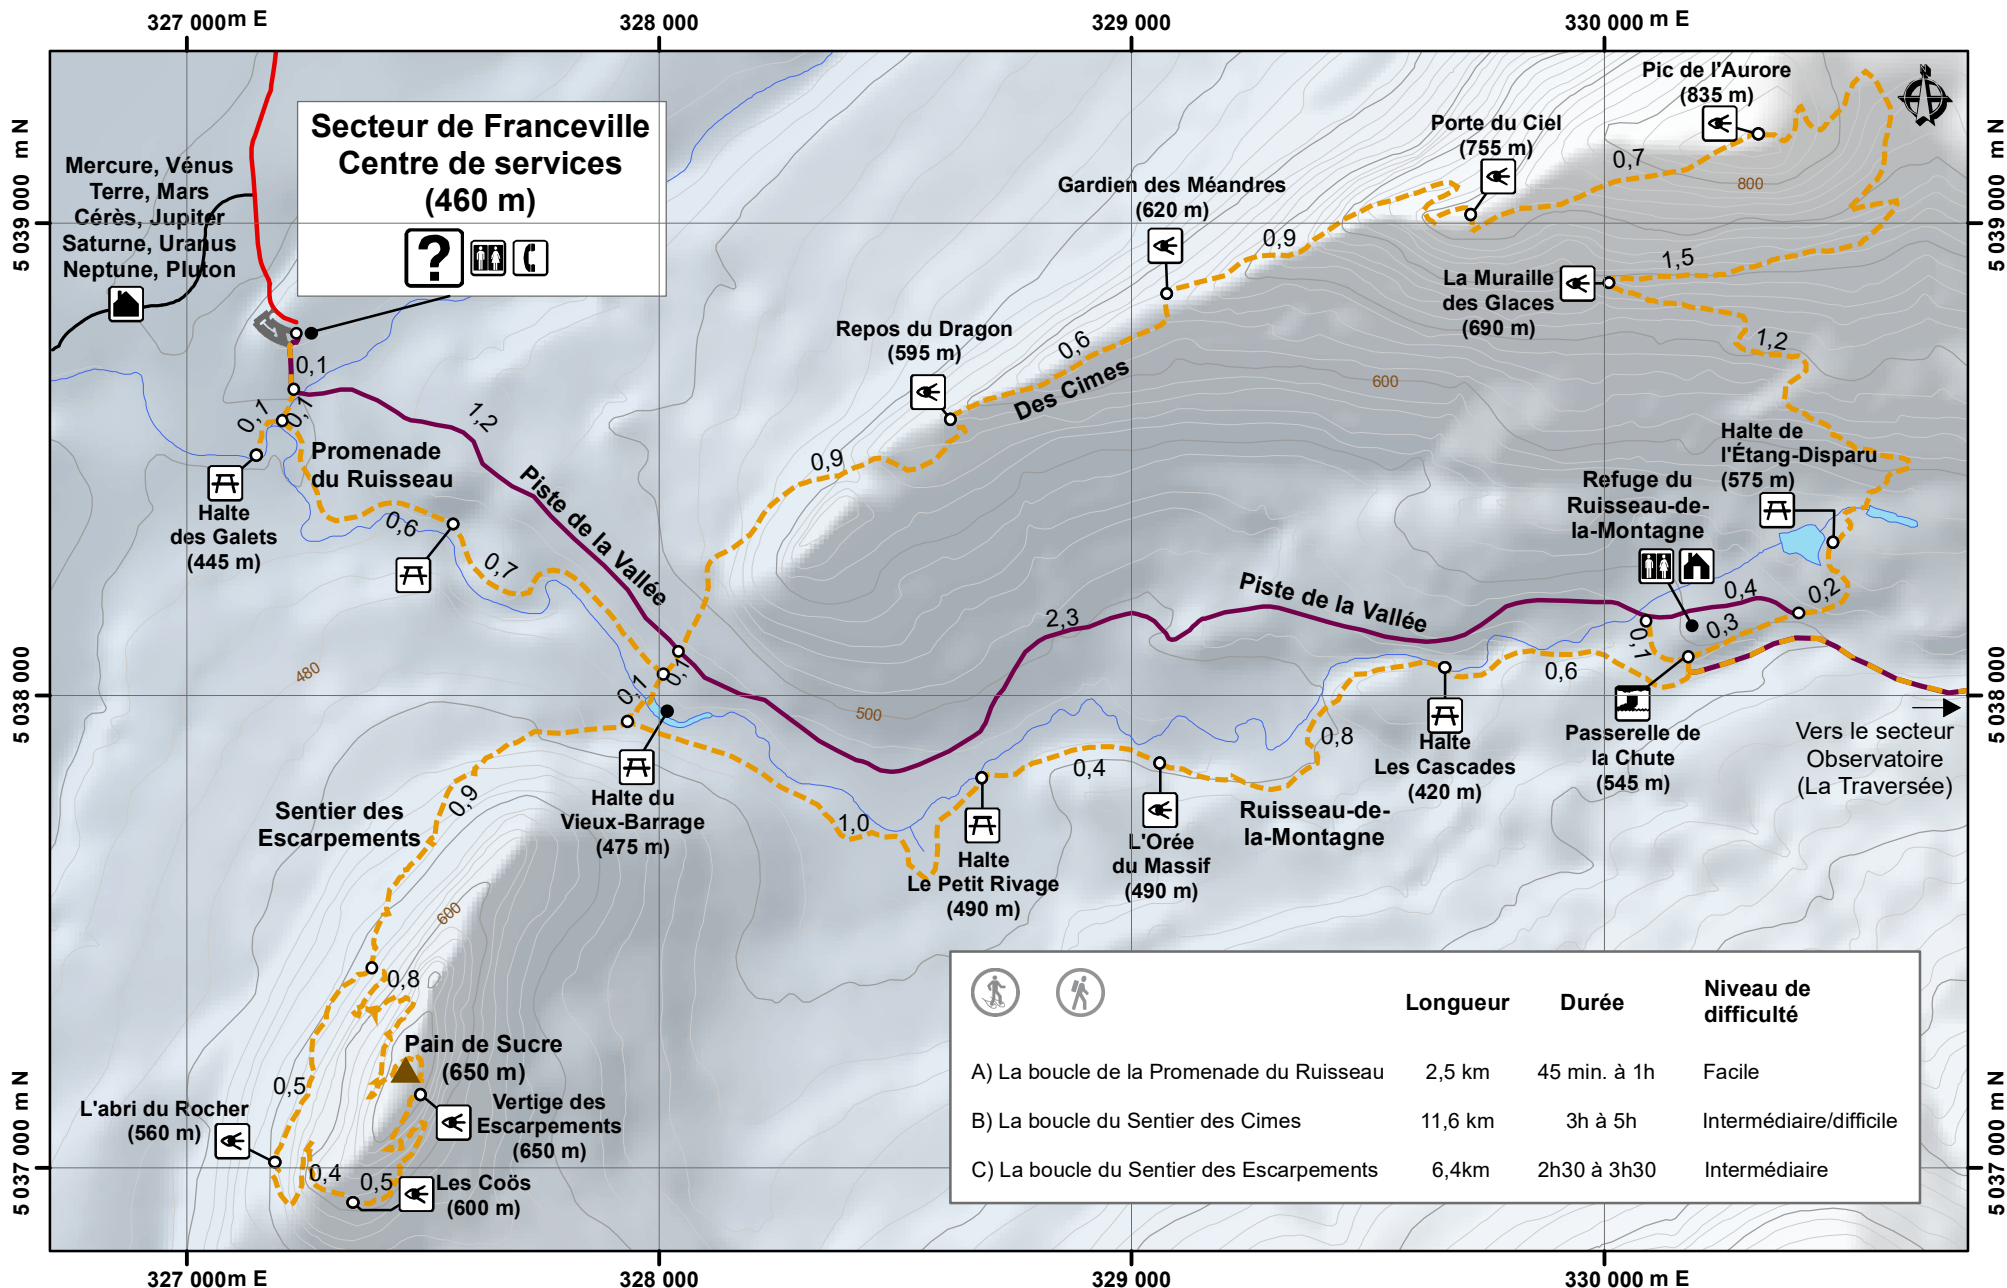 327 000 m E
328 000
329 000
330 000 m E
5 039 000 m N
5 038 000
5 037 000 m N
Secteur de Franceville
Centre de services
(460 m)
?
Mercure, Vénus
Terre, Mars
Cérès, Jupiter
Saturne, Uranus
Neptune, Pluton
Pic de l'Aurore
(835 m)
N
Porte du Ciel
(755 m)
0,7
800
Gardien des Méandres
(620 m)
0,9
La Muraille
des Glaces
(690 m)
1,5
1,2
Repos du Dragon
(595 m)
0,6
Des Cimes
600
0,9
0,1
0,1
0,1
1,2
Promenade
du Ruisseau
Halte
des Galets
(445 m)
0,6
0,7
Piste de la Vallée
Halte de
l'Étang-Disparu
(575 m)
Refuge du
Ruisseau-de-
la-Montagne
0,4
0,2
0,3
0,7
Piste de la Vallée
2,3
480
500
0,1
0,1
0,6
0,8
Passerelle de
la Chute
(545 m)
Vers le secteur
Observatoire
(La Traversée)
Halte
Les Cascades
(420 m)
Halte du
Vieux-Barrage
(475 m)
1,0
0,4
Halte
Le Petit Rivage
(490 m)
L'Orée
du Massif
(490 m)
Ruisseau-de-
la-Montagne
Sentier des
Escarpements
0,9
600
0,8
Pain de Sucre
(650 m)
0,5
L'abri du Rocher
(560 m)
Vertige des
Escarpements
(650 m)
0,4
0,5
Les Coös
(600 m)
Longueur Durée Niveau de
difficulté
A) La boucle de la Promenade du Ruisseau 2,5 km 45 min. à 1h Facile
B) La boucle du Sentier des Cimes 11,6 km 3h à 5h Intermédiaire/difficile
C) La boucle du Sentier des Escarpements 6,4km 2h30 à 3h30 Intermédiaire
5 039 000 m N
5 038 000
5 037 000 m N
327 000 m E
328 000
329 000
330 000 m E